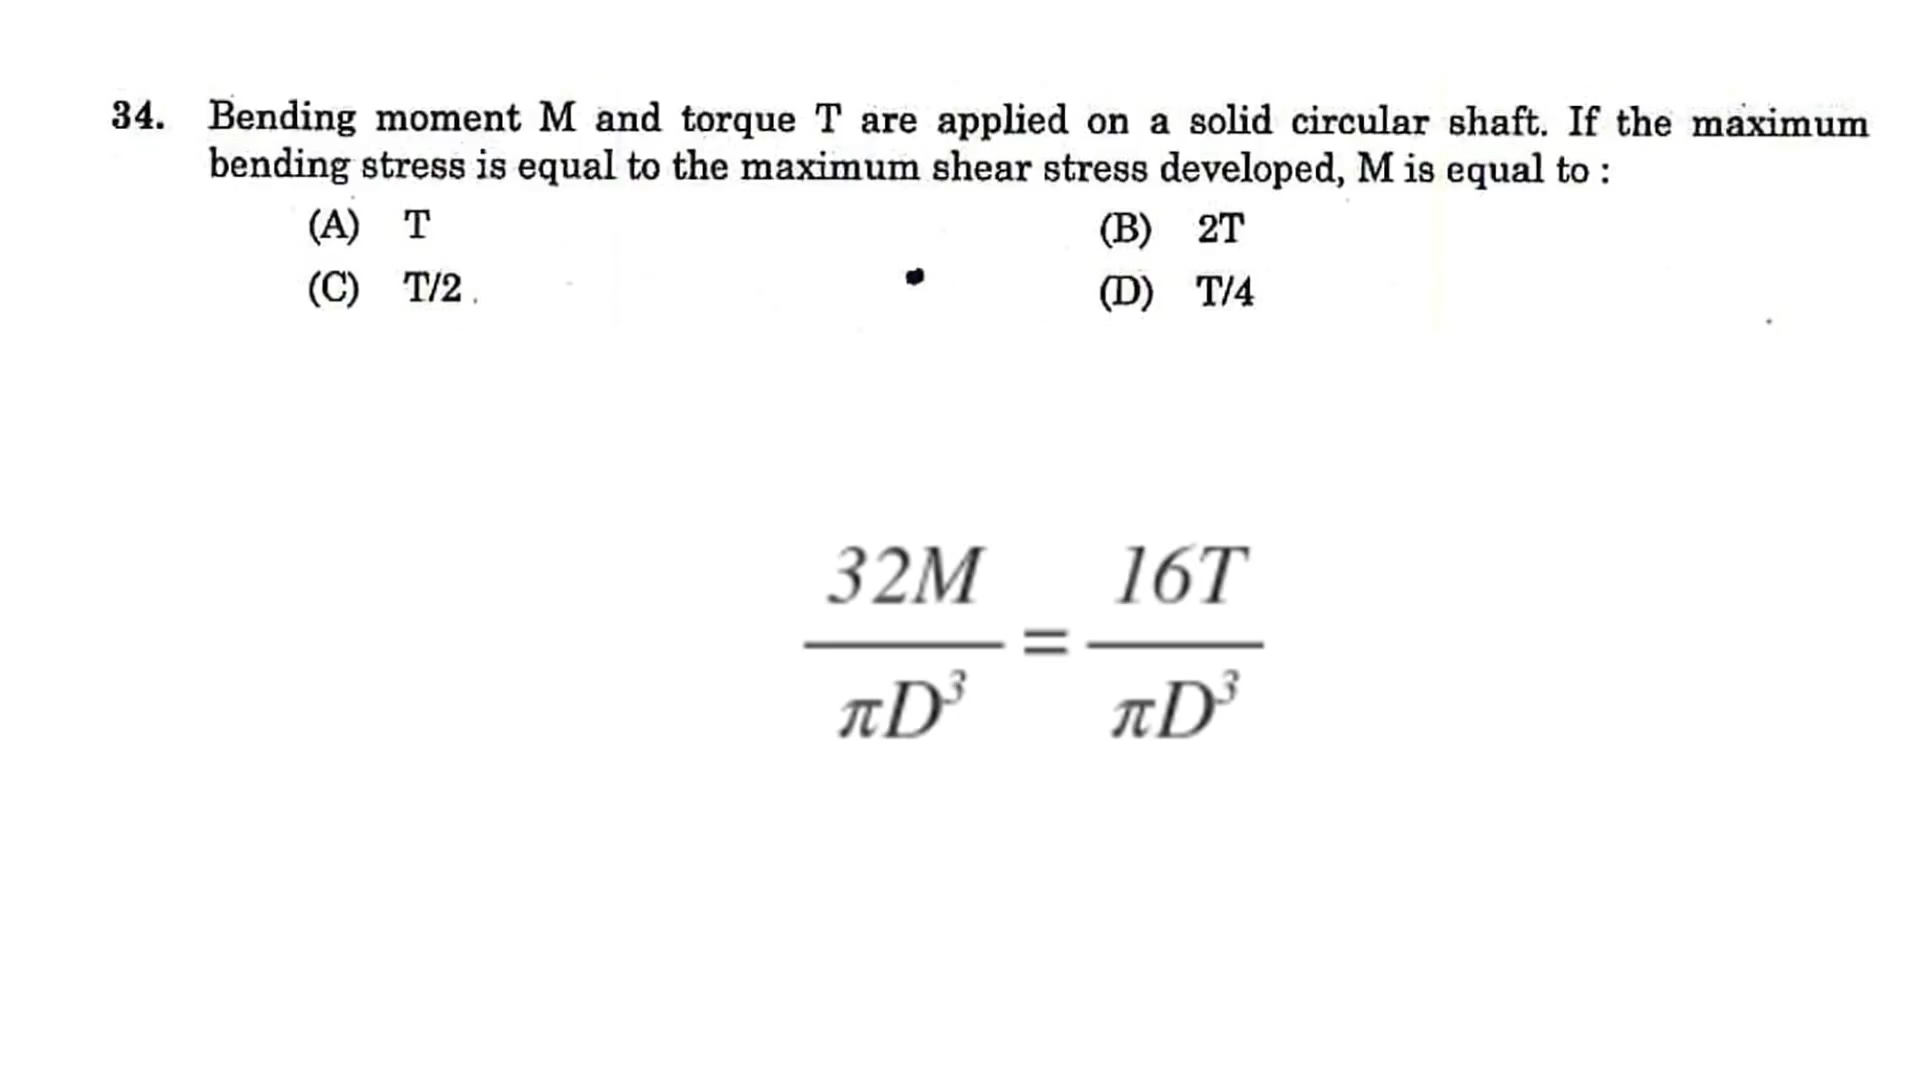 34. Bending moment M and torque T are applied on a solid circular shaft. If the maximum
bending stress is equal to the maximum shear stress developed, M is equal to :
(A) T (B) 2T
(C) T/2 . (D) T/4
32M / πD³ = 16T / πD³